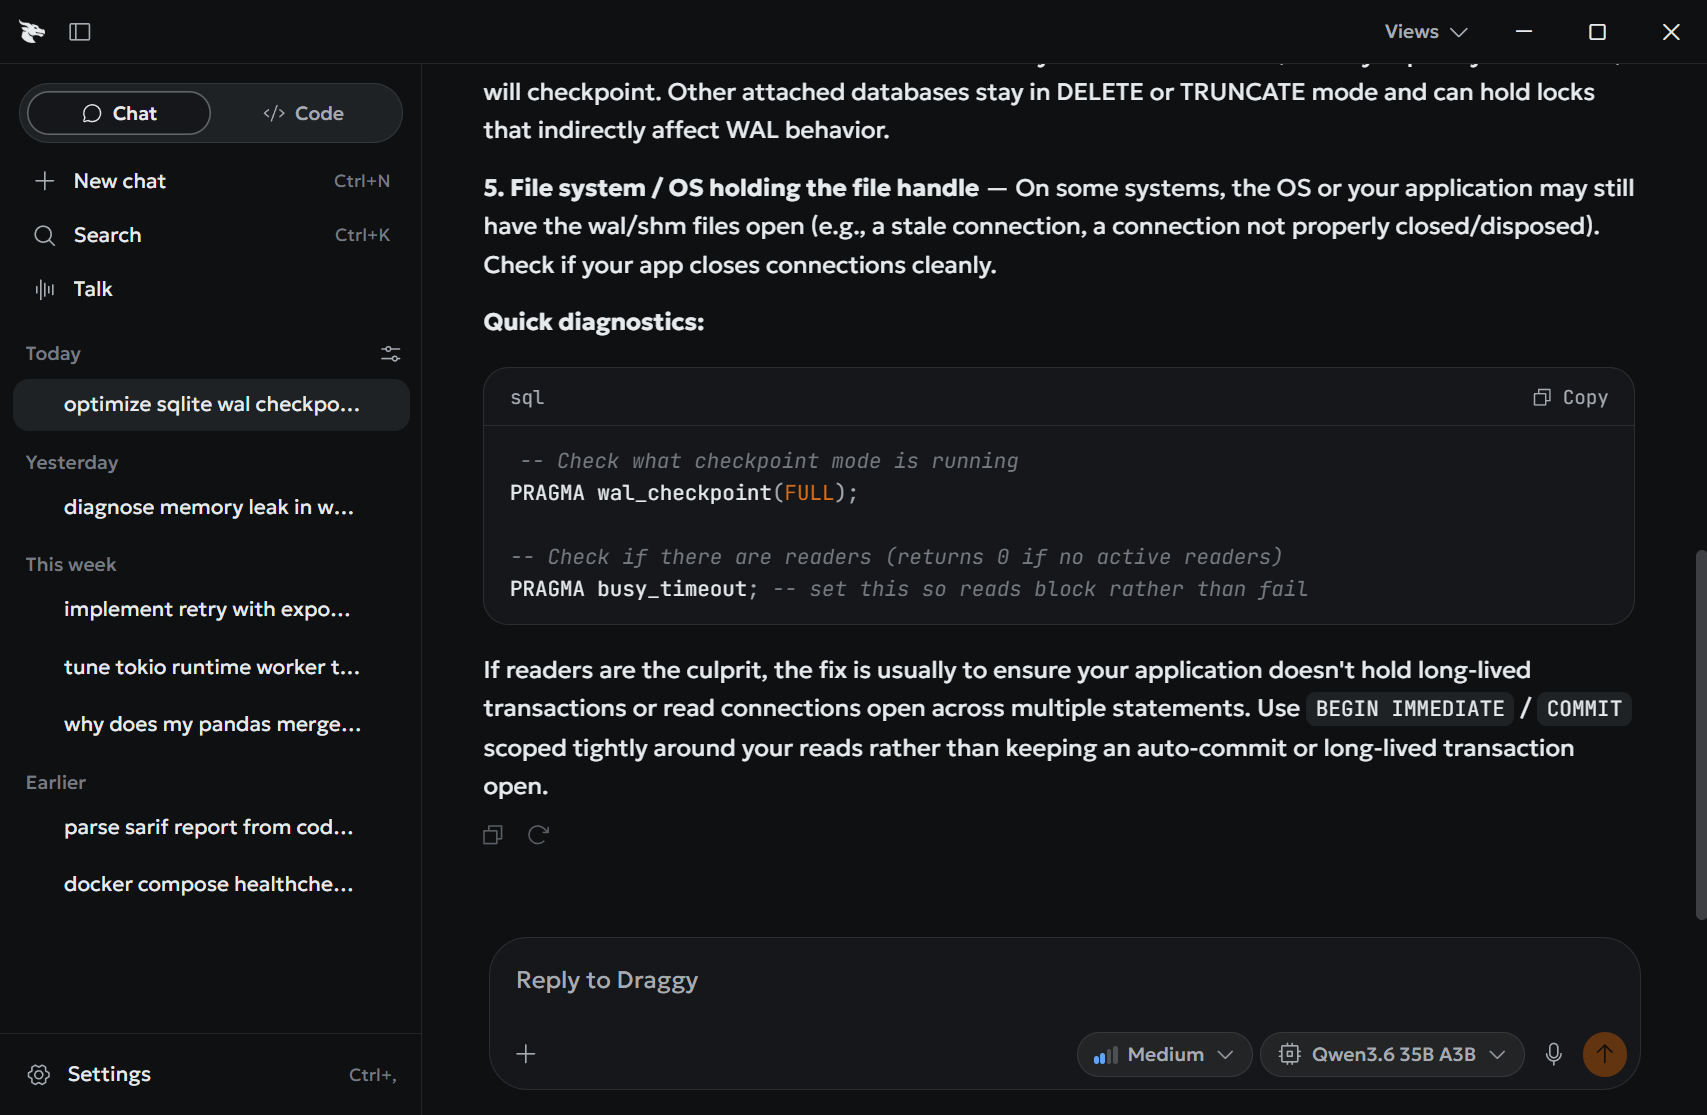 Views
Chat
</> Code
New chat Ctrl+N
Search Ctrl+K
Talk
Today
optimize sqlite wal checkpo...
Yesterday
diagnose memory leak in w...
This week
implement retry with expo...
tune tokio runtime worker t...
why does my pandas merge...
Earlier
parse sarif report from cod...
docker compose healthche...
Settings Ctrl+,
will checkpoint. Other attached databases stay in DELETE or TRUNCATE mode and can hold locks
that indirectly affect WAL behavior.
5. File system / OS holding the file handle — On some systems, the OS or your application may still
have the wal/shm files open (e.g., a stale connection, a connection not properly closed/disposed).
Check if your app closes connections cleanly.
Quick diagnostics:
sql Copy
-- Check what checkpoint mode is running
PRAGMA wal_checkpoint(FULL);
-- Check if there are readers (returns 0 if no active readers)
PRAGMA busy_timeout; -- set this so reads block rather than fail
If readers are the culprit, the fix is usually to ensure your application doesn't hold long-lived
transactions or read connections open across multiple statements. Use BEGIN IMMEDIATE / COMMIT
scoped tightly around your reads rather than keeping an auto-commit or long-lived transaction
open.
Reply to Draggy
Medium
Qwen3.6 35B A3B